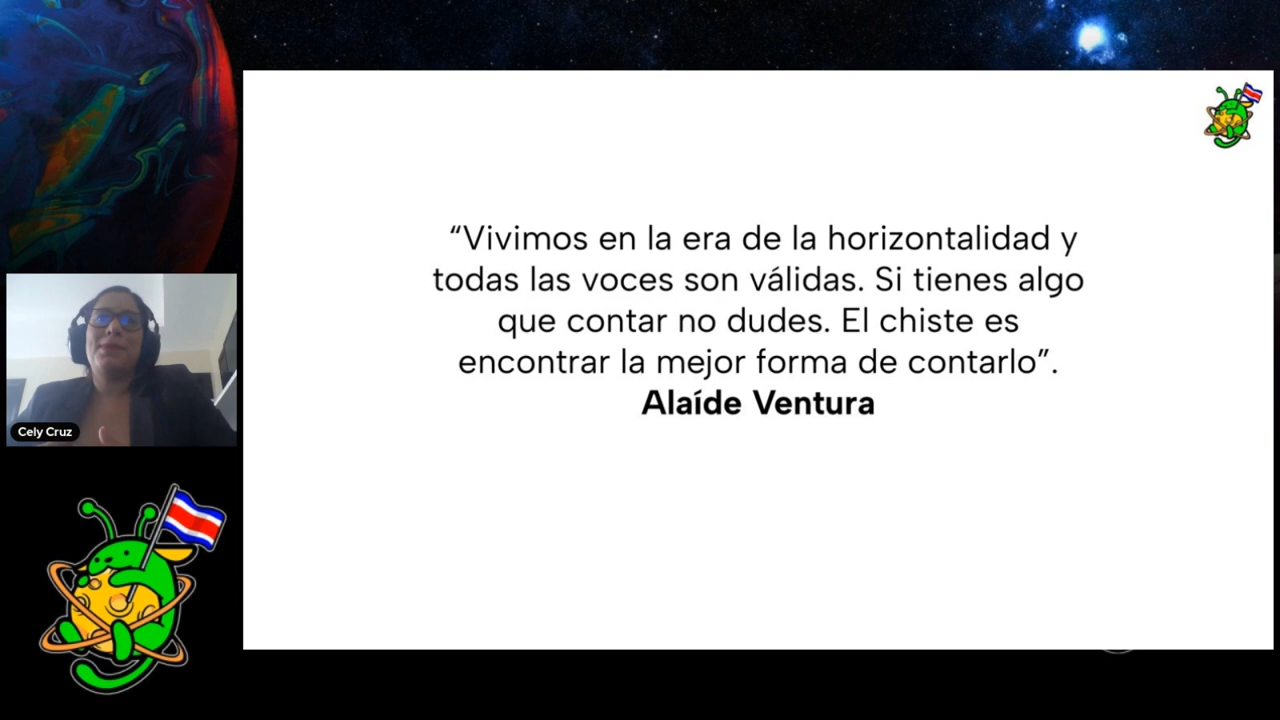 “Vivimos en la era de la horizontalidad y
todas las voces son válidas. Si tienes algo
que contar no dudes. El chiste es
encontrar la mejor forma de contarlo”.
Alaíde Ventura
Cely Cruz